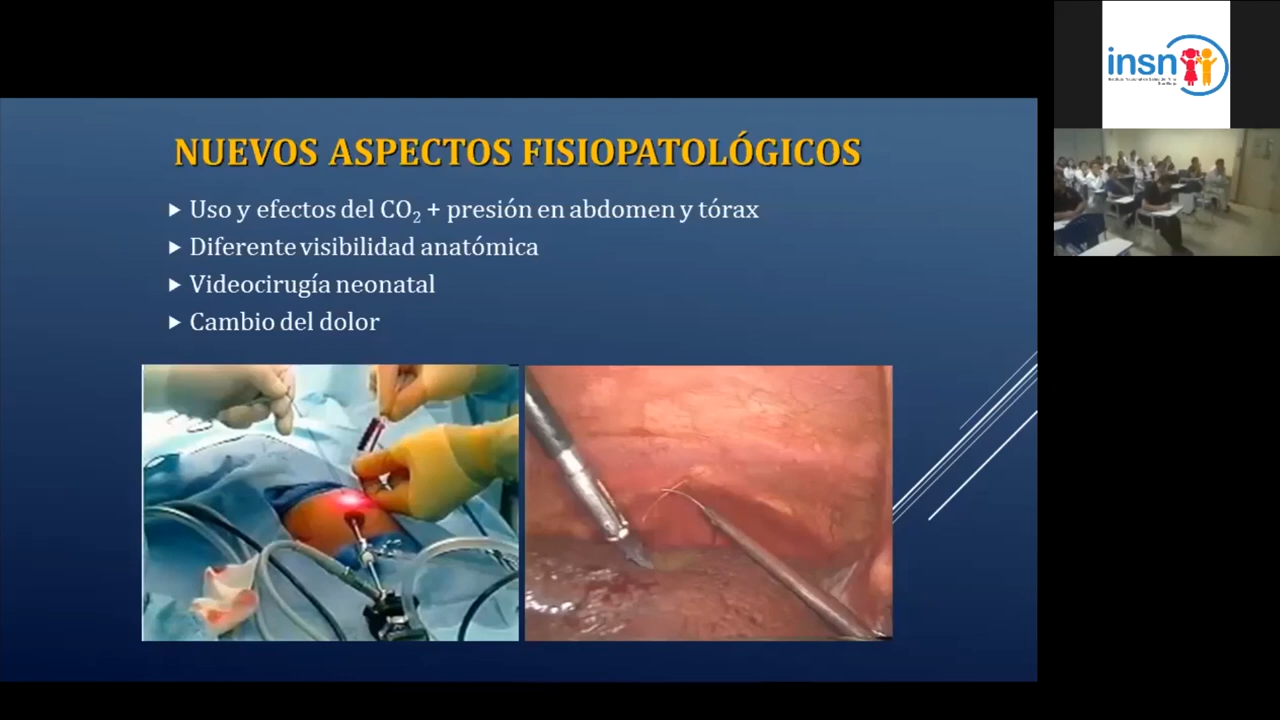 NUEVOS ASPECTOS FISIOPATOLÓGICOS
Uso y efectos del CO₂ + presión en abdomen y tórax
Diferente visibilidad anatómica
Videocirugía neonatal
Cambio del dolor
insn